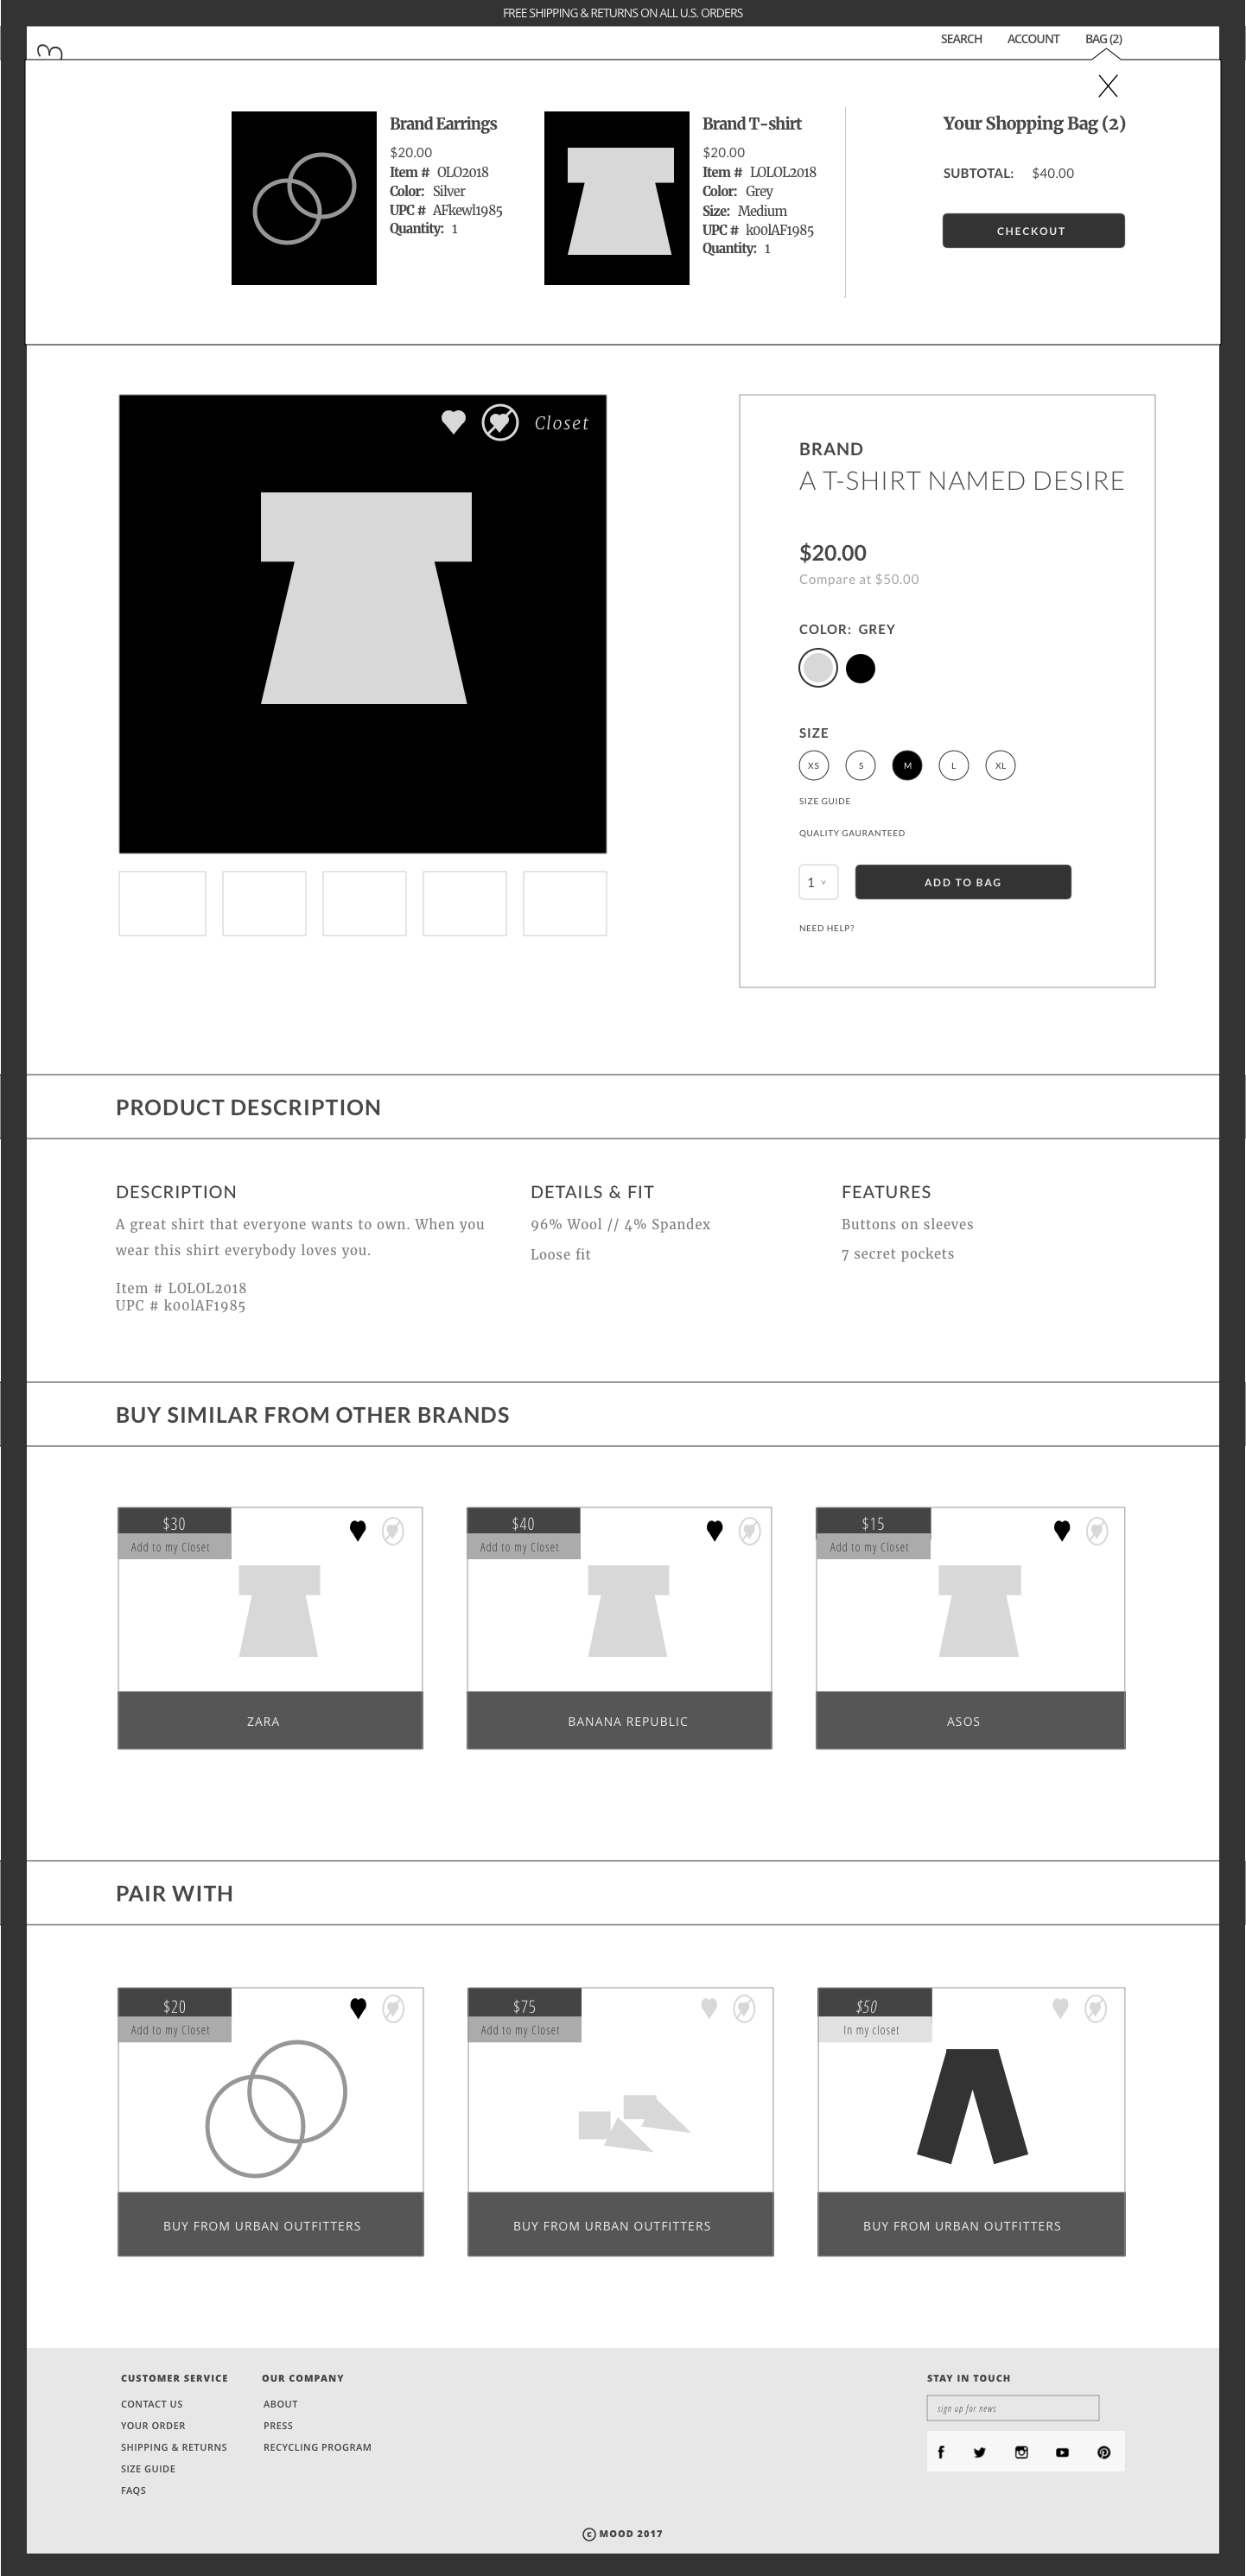 FREE SHIPPING & RETURNS ON ALL U.S. ORDERS
SEARCH ACCOUNT BAG (2)
X
Brand Earrings
$20.00
Item # OLO2018
Color: Silver
UPC # AFkewl1985
Quantity: 1
Brand T-shirt
$20.00
Item # LOLOL2018
Color: Grey
Size: Medium
UPC # k00lAF1985
Quantity: 1
Your Shopping Bag (2)
SUBTOTAL: $40.00
CHECKOUT
Closet
BRAND
A T-SHIRT NAMED DESIRE
$20.00
Compare at $50.00
COLOR: GREY
SIZE
XS S M L XL
SIZE GUIDE
QUALITY GAURANTEED
1 ADD TO BAG
NEED HELP?
PRODUCT DESCRIPTION
DESCRIPTION
A great shirt that everyone wants to own. When you
wear this shirt everybody loves you.
Item # LOLOL2018
UPC # k00lAF1985
DETAILS & FIT
96% Wool // 4% Spandex
Loose fit
FEATURES
Buttons on sleeves
7 secret pockets
BUY SIMILAR FROM OTHER BRANDS
$30
Add to my Closet
ZARA
$40
Add to my Closet
BANANA REPUBLIC
$15
Add to my Closet
ASOS
PAIR WITH
$20
Add to my Closet
BUY FROM URBAN OUTFITTERS
$75
Add to my Closet
BUY FROM URBAN OUTFITTERS
$50
In my closet
BUY FROM URBAN OUTFITTERS
CUSTOMER SERVICE
CONTACT US
YOUR ORDER
SHIPPING & RETURNS
SIZE GUIDE
FAQS
OUR COMPANY
ABOUT
PRESS
RECYCLING PROGRAM
STAY IN TOUCH
sign up for news
© MOOD 2017